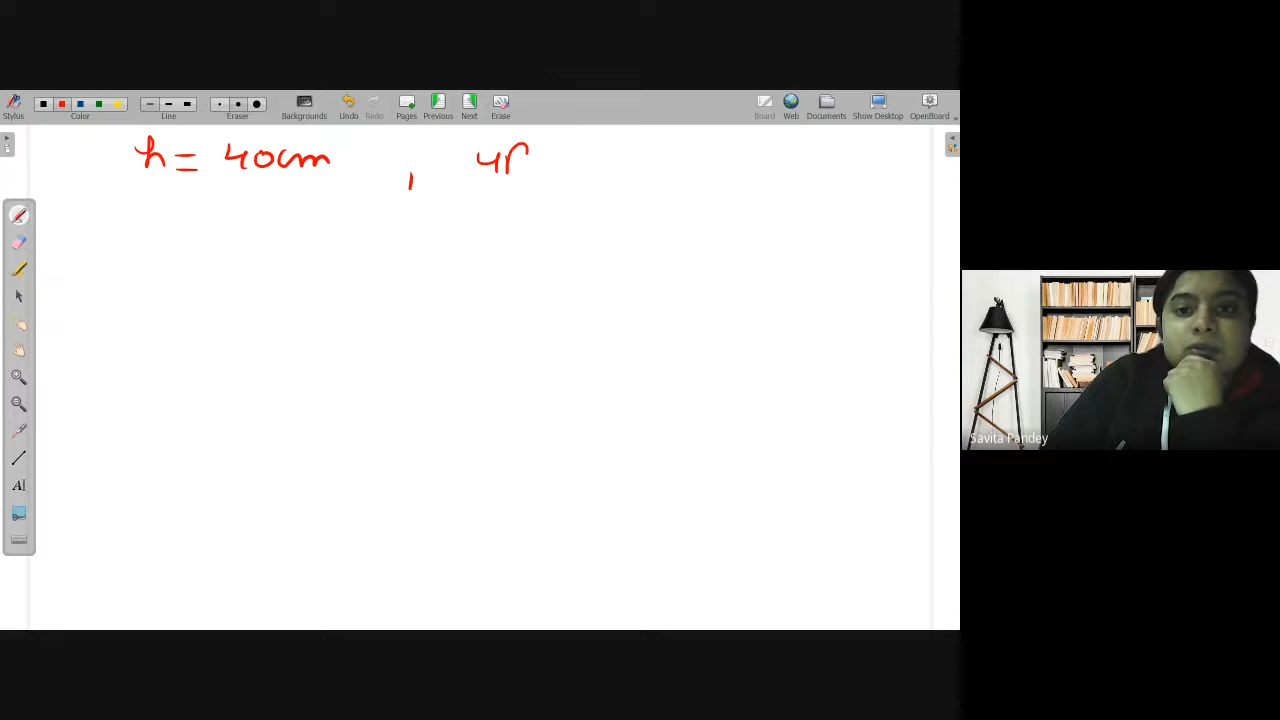 Stylus
Color
Line
Eraser
Backgrounds
Undo
Redo
Pages
Previous
Next
Erase
Board
Web
Documents
Show Desktop
OpenBoard
h = 40cm , 4r
AI
Savita Pandey